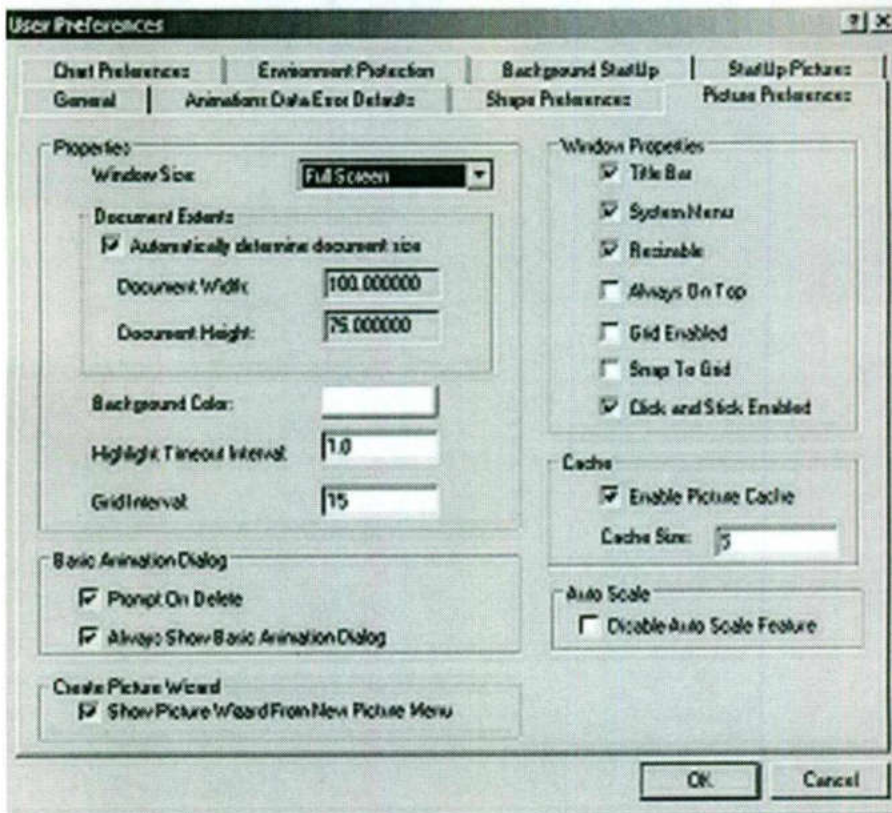 User Preferences
Chart Preferences
Environment Protection
Background StartUp
StartUp Pictures
General
Animations Data Error Defaults
Shape Preferences
Picture Preferences
Properties
Window Size:
Full Screen
Document Extents
Automatically determine document size
Document Width:
100.000000
Document Height:
75.000000
Background Color:
Highlight Timeout Interval:
1.0
Grid Interval:
15
Basic Animation Dialog
Prompt On Delete
Always Show Basic Animation Dialog
Create Picture Wizard
Show Picture Wizard From New Picture Menu
Window Properties
Title Bar
System Menu
Resizable
Always On Top
Grid Enabled
Snap To Grid
Click and Stick Enabled
Cache
Enable Picture Cache
Cache Size:
5
Auto Scale
Disable Auto Scale Feature
OK
Cancel